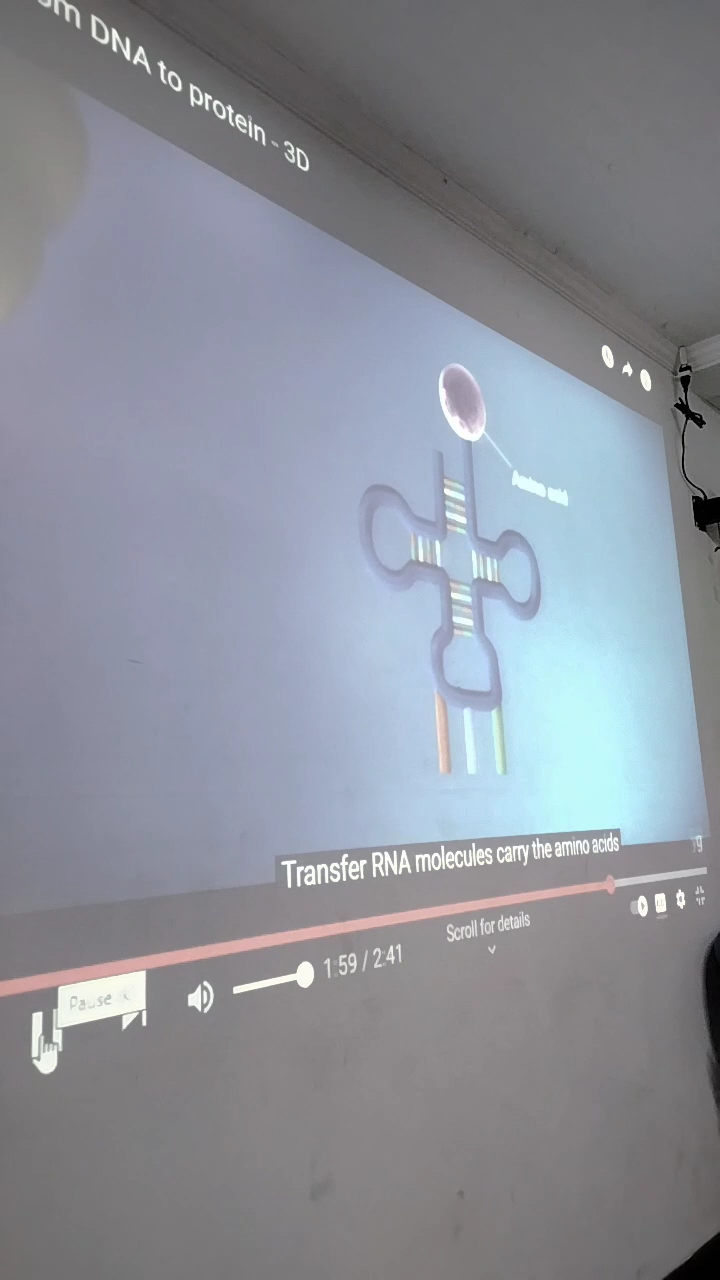 DNA to protein - 3D
Amino acid
Transfer RNA molecules carry the amino acids
Scroll for details
1:59 / 2:41
Pause